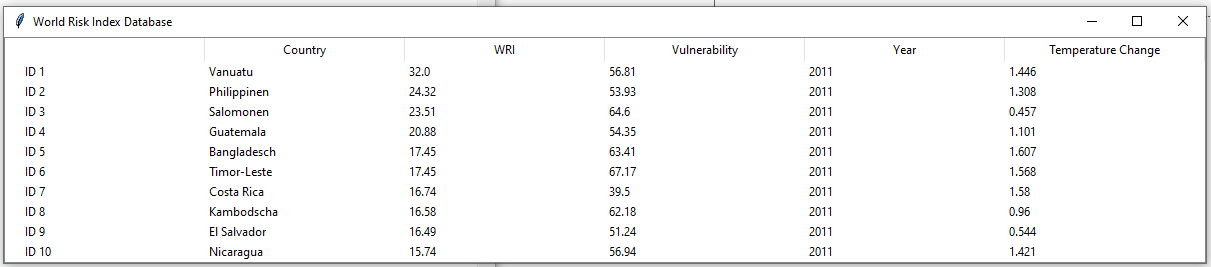 World Risk Index Database
Country WRI Vulnerability Year Temperature Change
ID 1 Vanuatu 32.0 56.81 2011 1.446
ID 2 Philippinen 24.32 53.93 2011 1.308
ID 3 Salomonen 23.51 64.6 2011 0.457
ID 4 Guatemala 20.88 54.35 2011 1.101
ID 5 Bangladesch 17.45 63.41 2011 1.607
ID 6 Timor-Leste 17.45 67.17 2011 1.568
ID 7 Costa Rica 16.74 39.5 2011 1.58
ID 8 Kambodscha 16.58 62.18 2011 0.96
ID 9 El Salvador 16.49 51.24 2011 0.544
ID 10 Nicaragua 15.74 56.94 2011 1.421